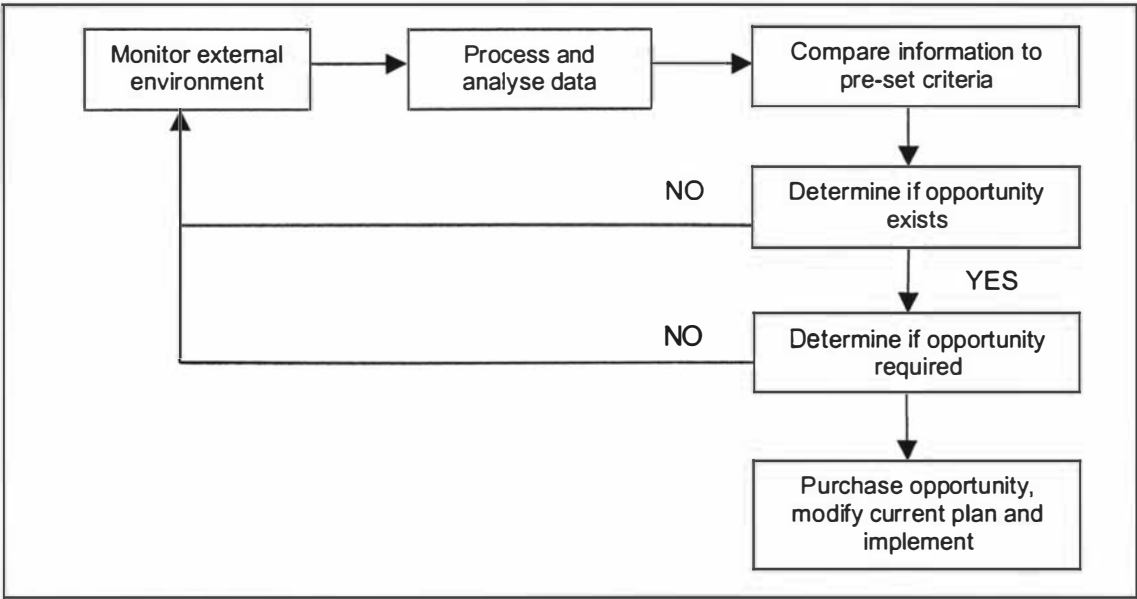 Monitor external
environment
Process and
analyse data
Compare information to
pre-set criteria
NO
Determine if opportunity
exists
YES
NO
Determine if opportunity
required
Purchase opportunity,
modify current plan and
implement